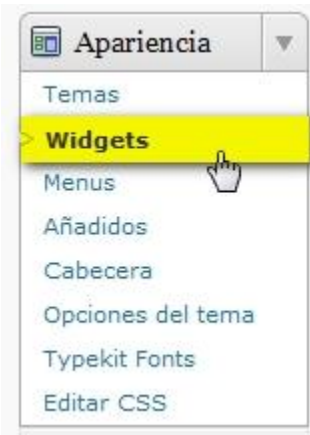 Apariencia
Temas
Widgets
Menus
Añadidos
Cabecera
Opciones del tema
Typekit Fonts
Editar CSS